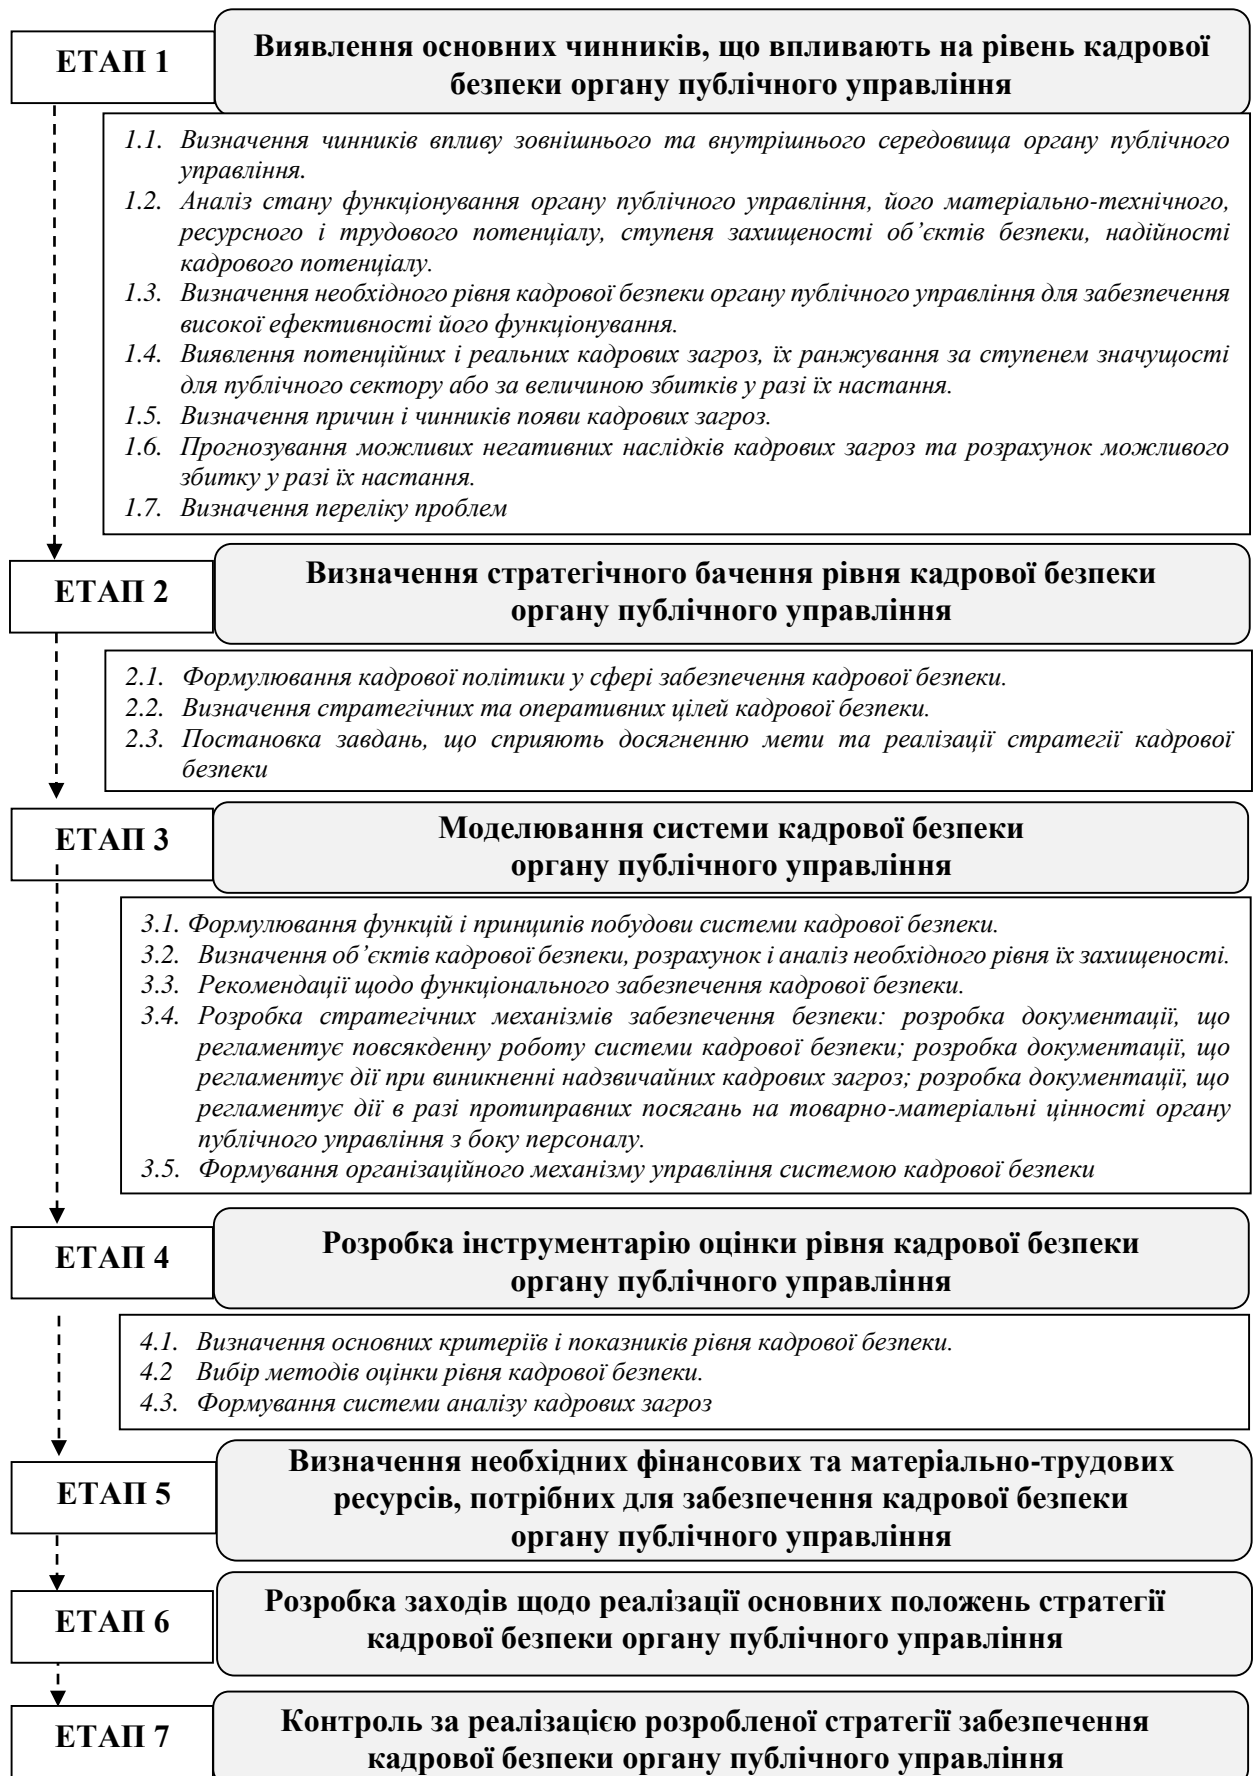 ЕТАП 1
Виявлення основних чинників, що впливають на рівень кадрової
безпеки органу публічного управління
1.1. Визначення чинників впливу зовнішнього та внутрішнього середовища органу публічного
управління.
1.2. Аналіз стану функціонування органу публічного управління, його матеріально-технічного,
ресурсного і трудового потенціалу, ступеня захищеності об’єктів безпеки, надійності
кадрового потенціалу.
1.3. Визначення необхідного рівня кадрової безпеки органу публічного управління для забезпечення
високої ефективності його функціонування.
1.4. Виявлення потенційних і реальних кадрових загроз, їх ранжування за ступенем значущості
для публічного сектору або за величиною збитків у разі їх настання.
1.5. Визначення причин і чинників появи кадрових загроз.
1.6. Прогнозування можливих негативних наслідків кадрових загроз та розрахунок можливого
збитку у разі їх настання.
1.7. Визначення переліку проблем
ЕТАП 2
Визначення стратегічного бачення рівня кадрової безпеки
органу публічного управління
2.1. Формулювання кадрової політики у сфері забезпечення кадрової безпеки.
2.2. Визначення стратегічних та оперативних цілей кадрової безпеки.
2.3. Постановка завдань, що сприяють досягненню мети та реалізації стратегії кадрової
безпеки
ЕТАП 3
Моделювання системи кадрової безпеки
органу публічного управління
3.1. Формулювання функцій і принципів побудови системи кадрової безпеки.
3.2. Визначення об’єктів кадрової безпеки, розрахунок і аналіз необхідного рівня їх захищеності.
3.3. Рекомендації щодо функціонального забезпечення кадрової безпеки.
3.4. Розробка стратегічних механізмів забезпечення безпеки: розробка документації, що
регламентує повсякденну роботу системи кадрової безпеки; розробка документації, що
регламентує дії при виникненні надзвичайних кадрових загроз; розробка документації, що
регламентує дії в разі протиправних посягань на товарно-матеріальні цінності органу
публічного управління з боку персоналу.
3.5. Формування організаційного механізму управління системою кадрової безпеки
ЕТАП 4
Розробка інструментарію оцінки рівня кадрової безпеки
органу публічного управління
4.1. Визначення основних критеріїв і показників рівня кадрової безпеки.
4.2 Вибір методів оцінки рівня кадрової безпеки.
4.3. Формування системи аналізу кадрових загроз
ЕТАП 5
Визначення необхідних фінансових та матеріально-трудових
ресурсів, потрібних для забезпечення кадрової безпеки
органу публічного управління
ЕТАП 6
Розробка заходів щодо реалізації основних положень стратегії
кадрової безпеки органу публічного управління
ЕТАП 7
Контроль за реалізацією розробленої стратегії забезпечення
кадрової безпеки органу публічного управління